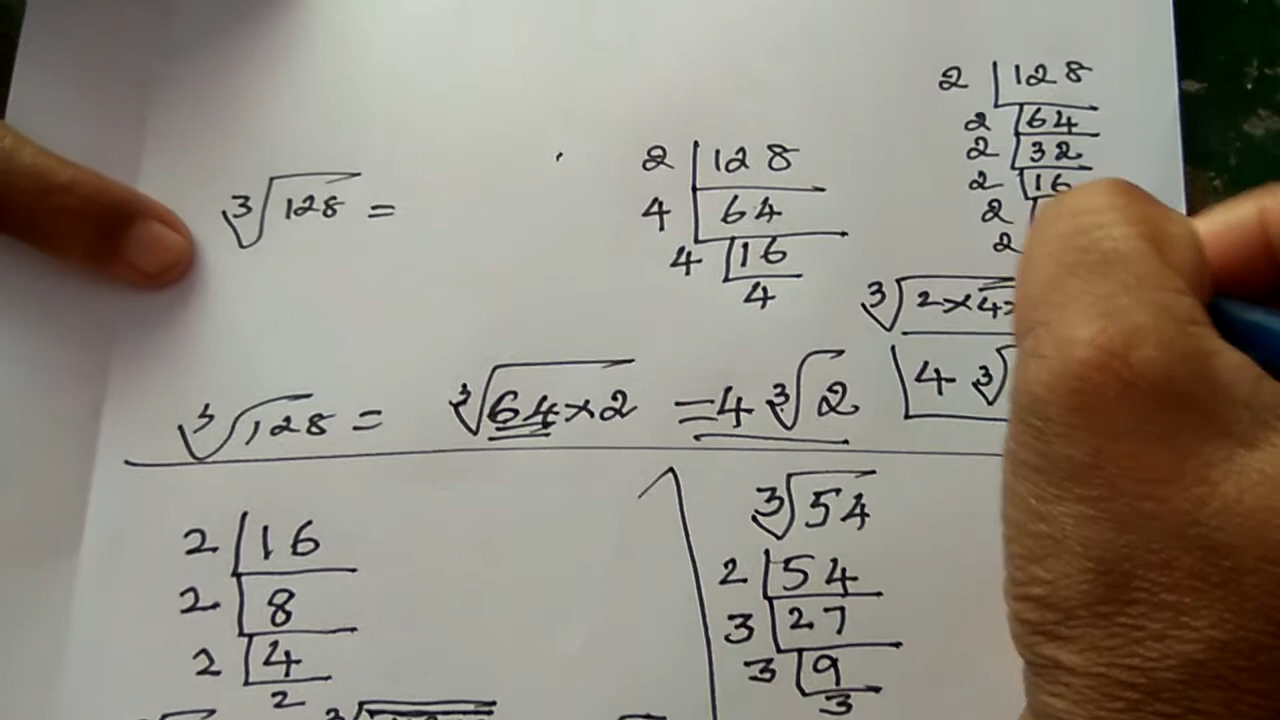 ∛128 =
2 | 128
4 | 64
4 | 16
4
2 | 128
2 | 64
2 | 32
2 | 16
2
2
∛2×4×
4 ∛
∛128 = ∛64×2 = 4 ∛2
2 | 16
2 | 8
2 | 4
2
∛54
2 | 54
3 | 27
3 | 9
3